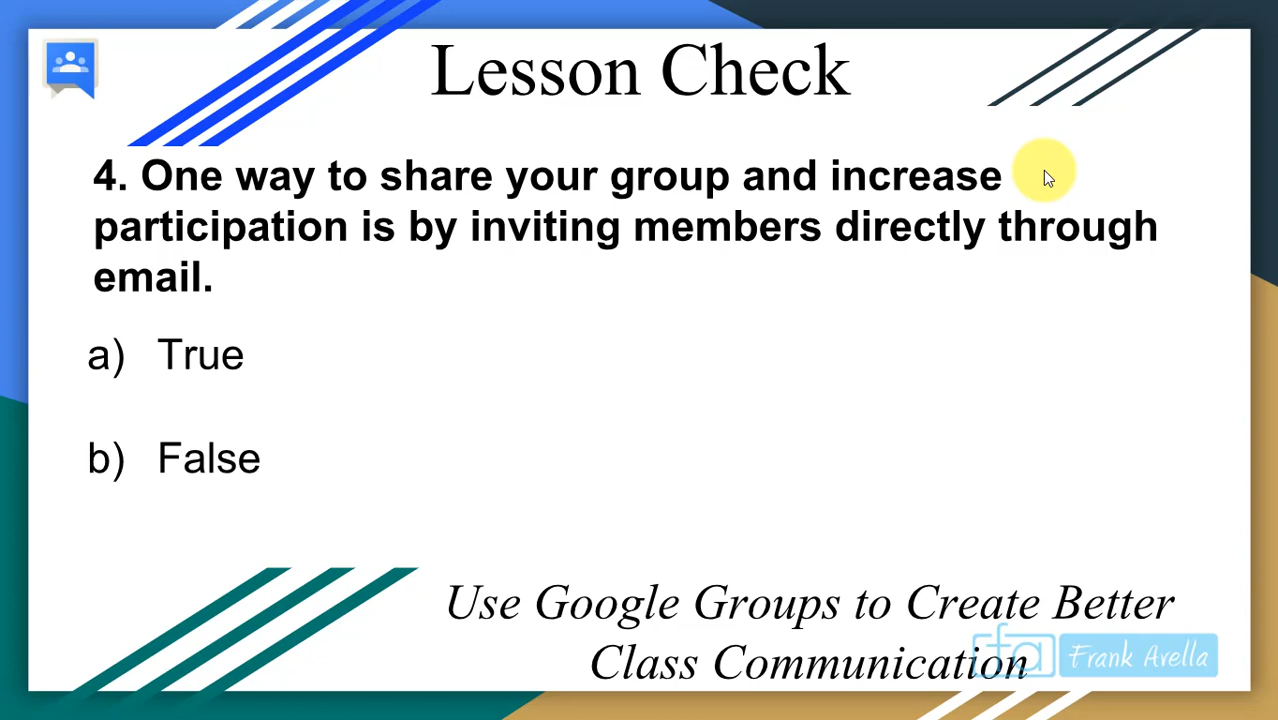 Lesson Check
4. One way to share your group and increase
participation is by inviting members directly through
email.
a) True
b) False
Use Google Groups to Create Better
Class Communication
fa Frank Avella